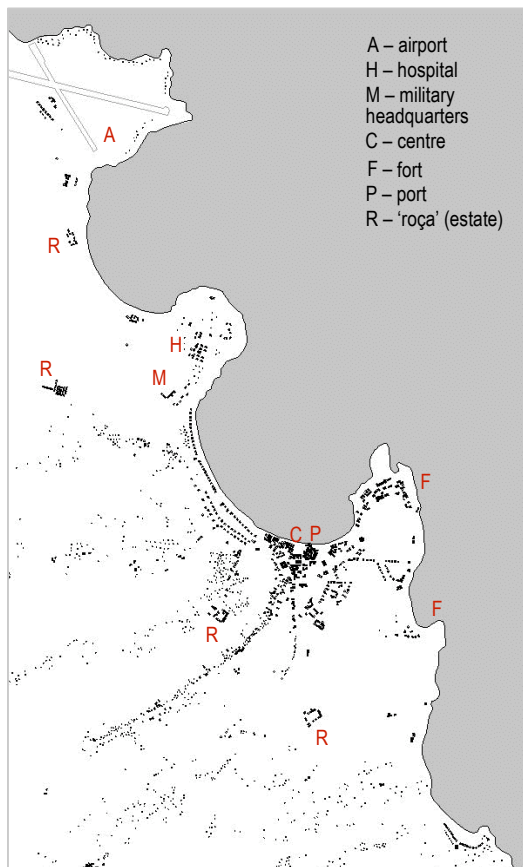 A – airport
H – hospital
M – military
headquarters
C – centre
F – fort
P – port
R – ‘roça’ (estate)
A
R
H
R
M
F
C P
F
R
R